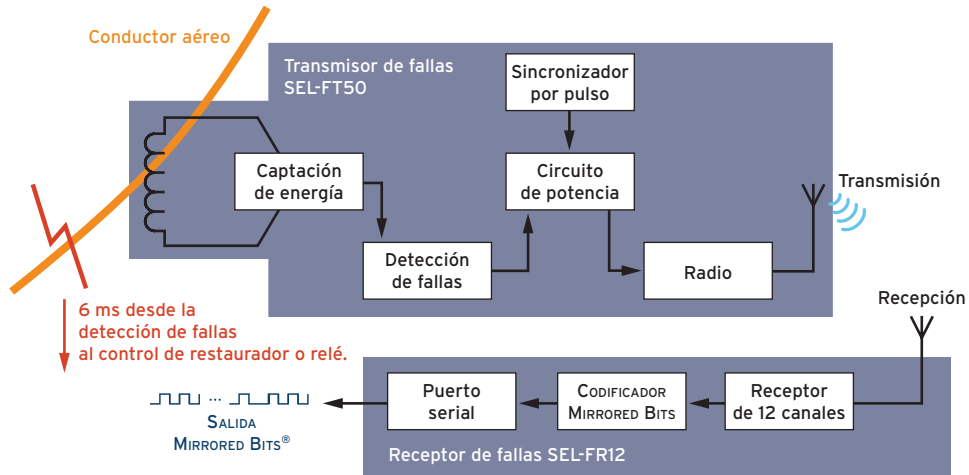 Conductor aéreo
Transmisor de fallas
SEL-FT50
Sincronizador
por pulso
Captación
de energía
Circuito
de potencia
Transmisión
Detección
de fallas
Radio
6 ms desde la
detección de fallas
al control de restaurador o relé.
Recepción
Puerto
serial
CODIFICADOR
MIRRORED BITS
Receptor
de 12 canales
SALIDA
MIRRORED BITS®
Receptor de fallas SEL-FR12